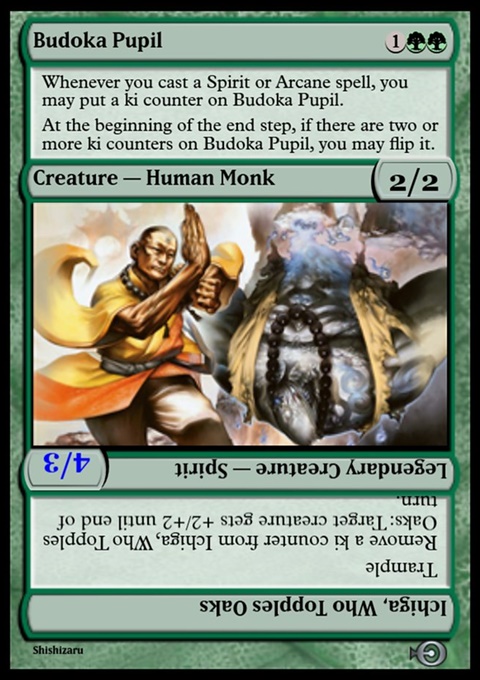 Budoka Pupil 1
Whenever you cast a Spirit or Arcane spell, you
may put a ki counter on Budoka Pupil.
At the beginning of the end step, if there are two or
more ki counters on Budoka Pupil, you may flip it.
Creature — Human Monk
2/2
Legendary Creature — Spirit
4/3
Ichiga, Who Topples Oaks
Trample
Remove a ki counter from Ichiga, Who Topples
Oaks: Target creature gets +2/+2 until end of
turn.
Shishizaru